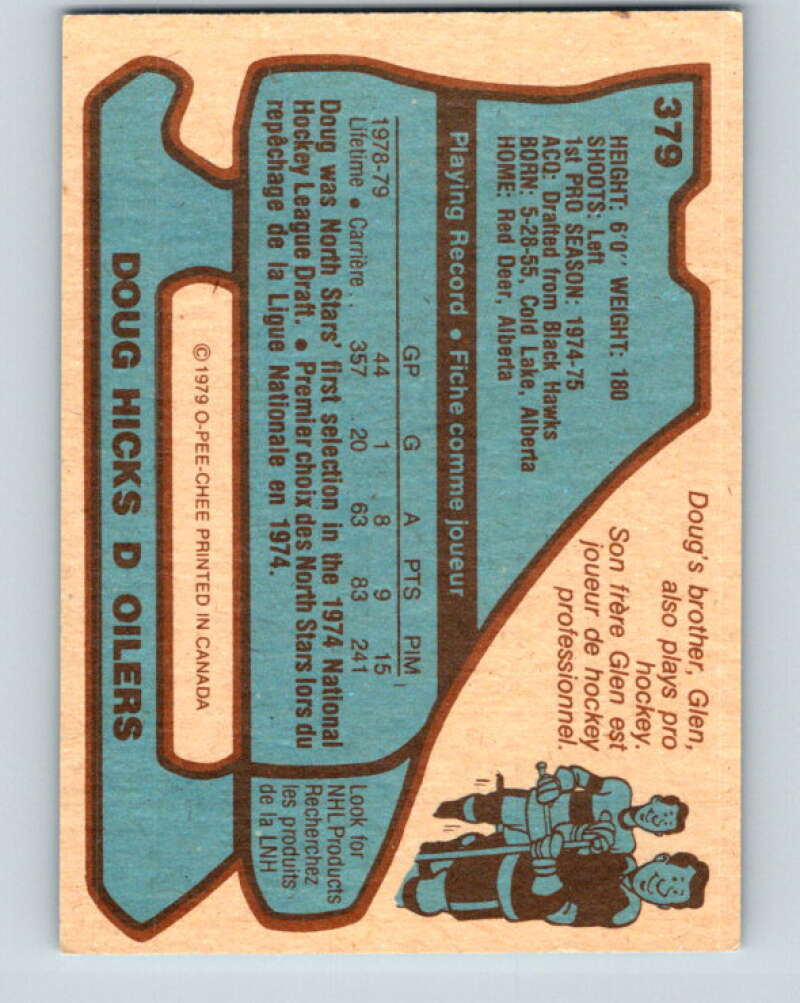 379
HEIGHT: 6'0" WEIGHT: 180
SHOOTS: Left
1st PRO SEASON: 1974-75
ACQ: Drafted from Black Hawks
BORN: 5-28-55, Cold Lake, Alberta
HOME: Red Deer, Alberta
Doug's brother, Glen,
also plays pro
hockey.
Son frère Glen est
joueur de hockey
professionnel.
Playing Record • Fiche comme joueur
GP G A PTS PIM
1978-79 44 1 8 9 15
Lifetime • Carrière . . 357 20 63 83 241
Doug was North Stars' first selection in the 1974 National
Hockey League Draft. • Premier choix des North Stars lors du
repêchage de la Ligue Nationale en 1974.
Look for
NHL Products
Recherchez
les produits
de la LNH
©1979 O-PEE-CHEE PRINTED IN CANADA
DOUG HICKS D OILERS